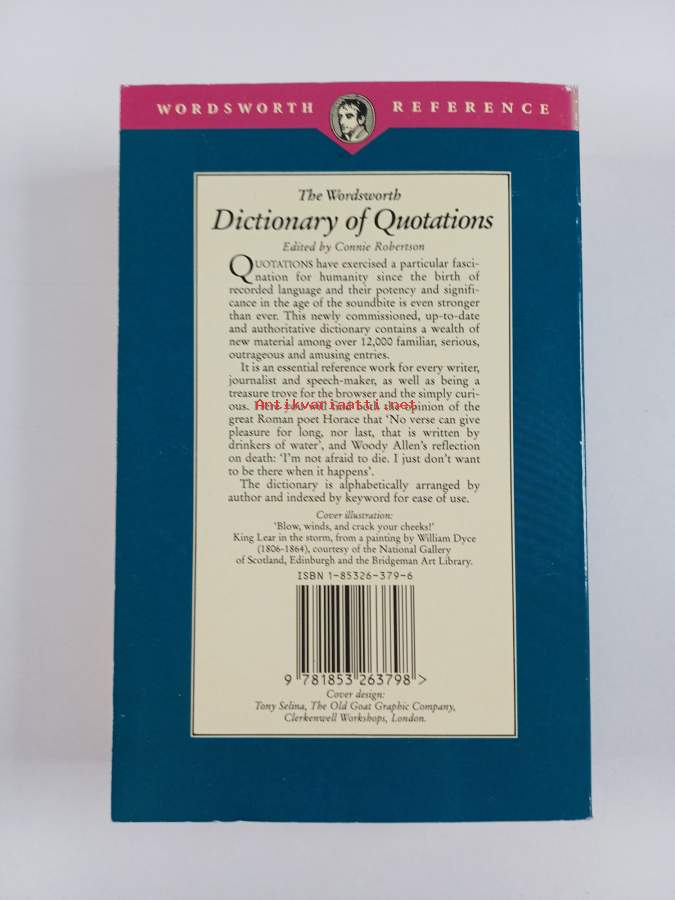 WORDSWORTH REFERENCE
The Wordsworth
Dictionary of Quotations
Edited by Connie Robertson
QUOTATIONS have exercised a particular fasci-
nation for humanity since the birth of
recorded language and their potency and signifi-
cance in the age of the soundbite is even stronger
than ever. This newly commissioned, up-to-date
and authoritative dictionary contains a wealth of
new material among over 12,000 familiar, serious,
outrageous and amusing entries.
It is an essential reference work for every writer,
journalist and speech-maker, as well as being a
treasure trove for the browser and the simply curi-
ous. Here you will find both the opinion of the
Antikvariaatti.net
great Roman poet Horace that ‘No verse can give
pleasure for long, nor last, that is written by
drinkers of water’, and Woody Allen’s reflection
on death: ‘I’m not afraid to die. I just don’t want
to be there when it happens’.
The dictionary is alphabetically arranged by
author and indexed by keyword for ease of use.
Cover illustration:
‘Blow, winds, and crack your cheeks!’
King Lear in the storm, from a painting by William Dyce
(1806-1864), courtesy of the National Gallery
of Scotland, Edinburgh and the Bridgeman Art Library.
ISBN 1-85326-379-6
9 781853 263798 >
Cover design:
Tony Selina, The Old Goat Graphic Company,
Clerkenwell Workshops, London.